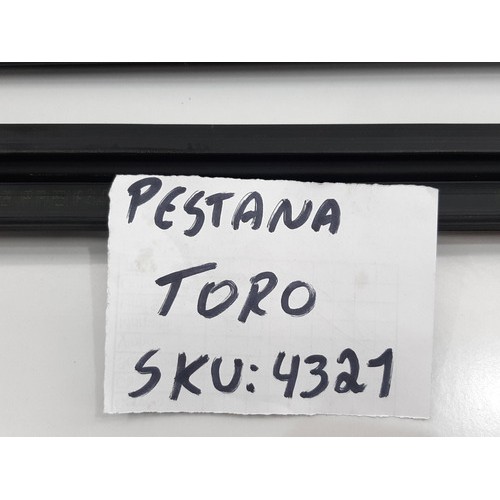 PESTANA
TORO
SKU: 4321